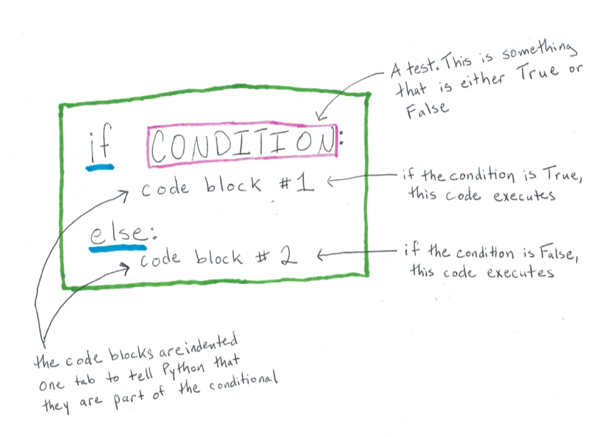 A test. This is something
that is either True or
False
if CONDITION:
code block #1
if the condition is True,
this code executes
else:
code block # 2
if the condition is False,
this code executes
the code blocks are indented
one tab to tell Python that
they are part of the conditional